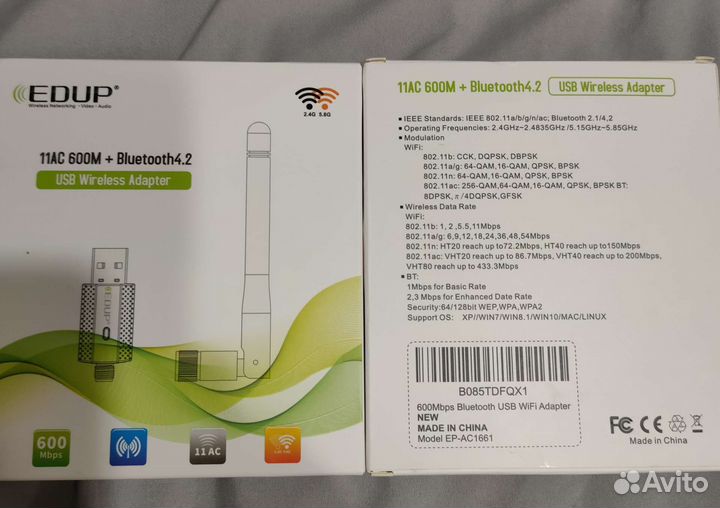 EDUP®
Wireless Networking · Video · Audio
2.4G 5.8G
11AC 600M + Bluetooth4.2
USB Wireless Adapter
EDUP
600
Mbps
11 AC
11AC 600M + Bluetooth4.2 USB Wireless Adapter
IEEE Standards: IEEE 802.11a/b/g/n/ac, Bluetooth 2.1/4,2
Operating Frequencies: 2.4GHz~2.4835GHz /5.15GHz~5.85GHz
Modulation
WiFi:
802.11b: CCK, DQPSK, DBPSK
802.11a/g: 64-QAM, 16-QAM, QPSK, BPSK
802.11n: 64-QAM, 16-QAM, QPSK, BPSK
802.11ac: 256-QAM,64-QAM,16-QAM, QPSK, BPSK BT:
8DPSK, π/4DQPSK,GFSK
Wireless Data Rate
WiFi:
802.11b: 1, 2 ,5.5,11Mbps
802.11a/g: 6,9,12,18,24,36,48,54Mbps
802.11n: HT20 reach up to72.2Mbps, HT40 reach up to150Mbps
802.11ac: VHT20 reach up to 86.7Mbps, VHT40 reach up to 200Mbps,
VHT80 reach up to 433.3Mbps
BT:
1Mbps for Basic Rate
2,3 Mbps for Enhanced Date Rate
Security:64/128bit WEP,WPA,WPA2
Support OS: XP//WIN7/WIN8.1/WIN10/MAC/LINUX
B085TDFQX1
600Mbps Bluetooth USB WiFi Adapter
NEW
MADE IN CHINA
Model EP-AC1661
FC CE
Made in China
Avito